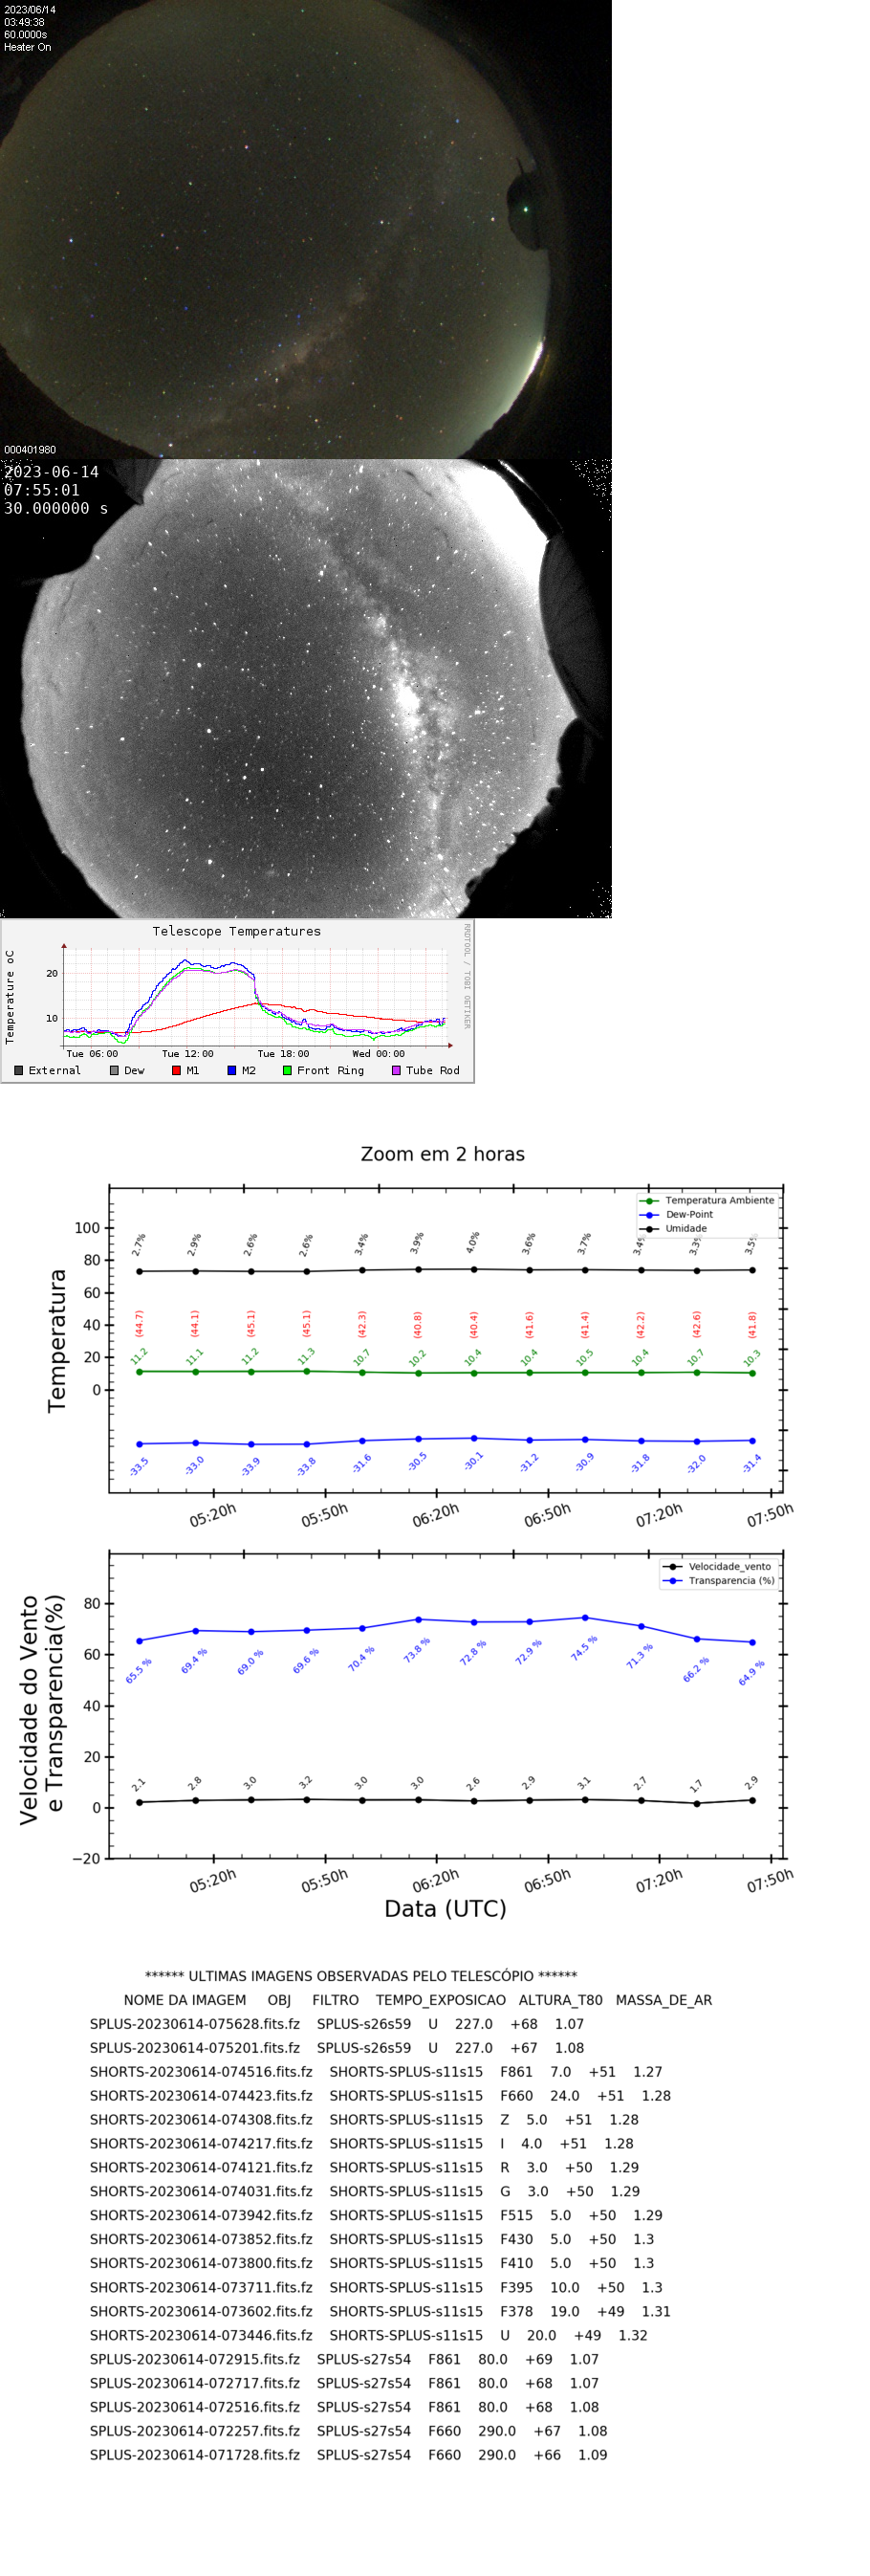 2023/06/14
03:49:38
60.0000s
Heater On
000401980
2023-06-14
07:55:01
30.000000 s
Telescope Temperatures
RRDTOOL / TOBI OETIKER
Temperature oC
20
10
Tue 06:00 Tue 12:00 Tue 18:00 Wed 00:00
External Dew M1 M2 Front Ring Tube Rod
Zoom em 2 horas
Temperatura
Temperatura Ambiente
Dew-Point
Umidade
100
80
60
40
20
0
2.7% 2.9% 2.6% 2.6% 3.4% 3.9% 4.0% 3.6% 3.7% 3.4% 3.3% 3.5%
(44.7) (44.1) (45.1) (45.1) (42.3) (40.8) (40.4) (41.6) (41.4) (42.2) (42.6) (41.8)
11.2 11.1 11.2 11.3 10.7 10.2 10.4 10.4 10.5 10.4 10.7 10.3
-33.5 -33.0 -33.9 -33.8 -31.6 -30.5 -30.1 -31.2 -30.9 -31.8 -32.0 -31.4
05:20h 05:50h 06:20h 06:50h 07:20h 07:50h
Velocidade do Vento
e Transparencia(%)
Velocidade_vento
Transparencia (%)
80
60
40
20
0
−20
65.5 % 69.4 % 69.0 % 69.6 % 70.4 % 73.8 % 72.8 % 72.9 % 74.5 % 71.3 % 66.2 % 64.9 %
2.1 2.8 3.0 3.2 3.0 3.0 2.6 2.9 3.1 2.7 1.7 2.9
05:20h 05:50h 06:20h 06:50h 07:20h 07:50h
Data (UTC)
****** ULTIMAS IMAGENS OBSERVADAS PELO TELESCÓPIO ******
NOME DA IMAGEM OBJ FILTRO TEMPO_EXPOSICAO ALTURA_T80 MASSA_DE_AR
SPLUS-20230614-075628.fits.fz SPLUS-s26s59 U 227.0 +68 1.07
SPLUS-20230614-075201.fits.fz SPLUS-s26s59 U 227.0 +67 1.08
SHORTS-20230614-074516.fits.fz SHORTS-SPLUS-s11s15 F861 7.0 +51 1.27
SHORTS-20230614-074423.fits.fz SHORTS-SPLUS-s11s15 F660 24.0 +51 1.28
SHORTS-20230614-074308.fits.fz SHORTS-SPLUS-s11s15 Z 5.0 +51 1.28
SHORTS-20230614-074217.fits.fz SHORTS-SPLUS-s11s15 I 4.0 +51 1.28
SHORTS-20230614-074121.fits.fz SHORTS-SPLUS-s11s15 R 3.0 +50 1.29
SHORTS-20230614-074031.fits.fz SHORTS-SPLUS-s11s15 G 3.0 +50 1.29
SHORTS-20230614-073942.fits.fz SHORTS-SPLUS-s11s15 F515 5.0 +50 1.29
SHORTS-20230614-073852.fits.fz SHORTS-SPLUS-s11s15 F430 5.0 +50 1.3
SHORTS-20230614-073800.fits.fz SHORTS-SPLUS-s11s15 F410 5.0 +50 1.3
SHORTS-20230614-073711.fits.fz SHORTS-SPLUS-s11s15 F395 10.0 +50 1.3
SHORTS-20230614-073602.fits.fz SHORTS-SPLUS-s11s15 F378 19.0 +49 1.31
SHORTS-20230614-073446.fits.fz SHORTS-SPLUS-s11s15 U 20.0 +49 1.32
SPLUS-20230614-072915.fits.fz SPLUS-s27s54 F861 80.0 +69 1.07
SPLUS-20230614-072717.fits.fz SPLUS-s27s54 F861 80.0 +68 1.07
SPLUS-20230614-072516.fits.fz SPLUS-s27s54 F861 80.0 +68 1.08
SPLUS-20230614-072257.fits.fz SPLUS-s27s54 F660 290.0 +67 1.08
SPLUS-20230614-071728.fits.fz SPLUS-s27s54 F660 290.0 +66 1.09